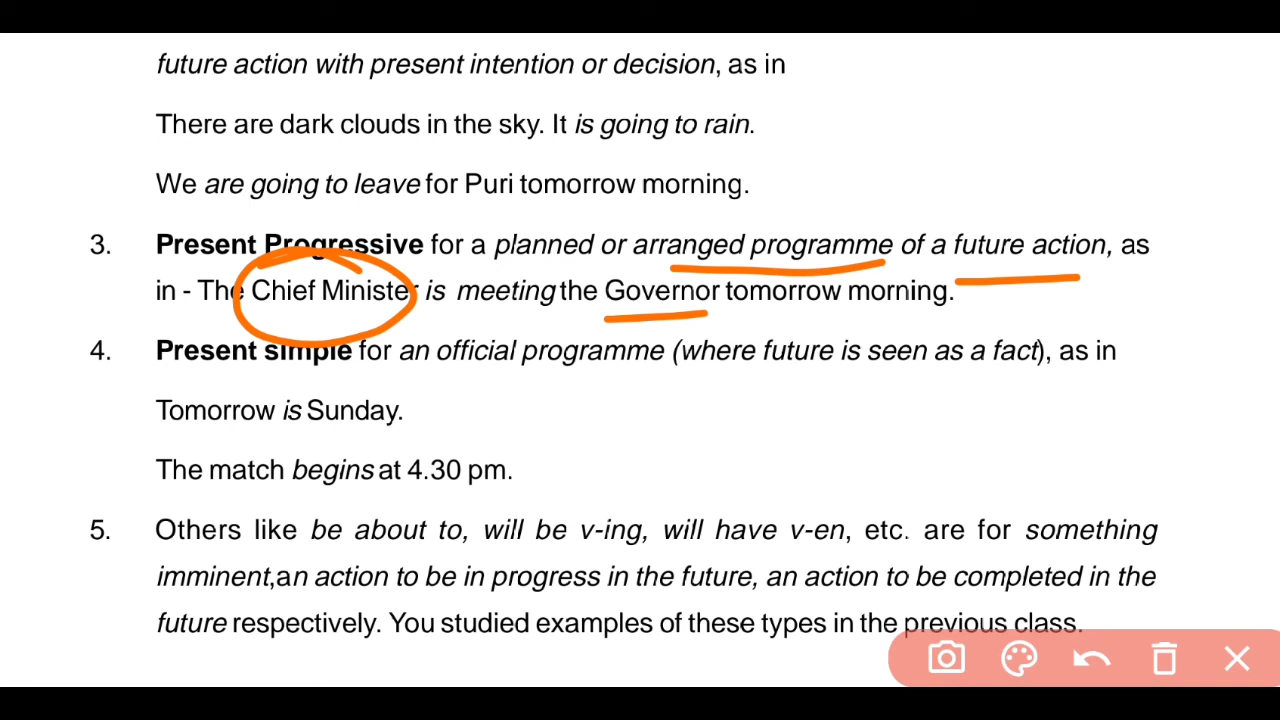 future action with present intention or decision, as in
There are dark clouds in the sky. It is going to rain.
We are going to leave for Puri tomorrow morning.
3. Present Progressive for a planned or arranged programme of a future action, as
in - The Chief Minister is meeting the Governor tomorrow morning.
4. Present simple for an official programme (where future is seen as a fact), as in
Tomorrow is Sunday.
The match begins at 4.30 pm.
5. Others like be about to, will be v-ing, will have v-en, etc. are for something
imminent,an action to be in progress in the future, an action to be completed in the
future respectively. You studied examples of these types in the previous class.